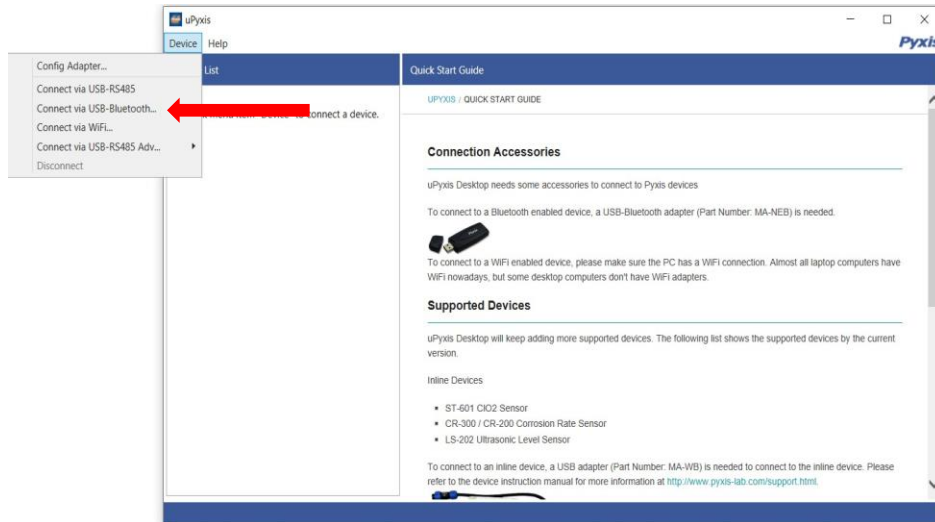 uPyxis
Device Help
Pyxis
Config Adapter...
Connect via USB-RS485
Connect via USB-Bluetooth...
Connect via WiFi...
Connect via USB-RS485 Adv...
Disconnect
List
to connect a device.
Quick Start Guide
UPYXIS / QUICK START GUIDE
Connection Accessories
uPyxis Desktop needs some accessories to connect to Pyxis devices
To connect to a Bluetooth enabled device, a USB-Bluetooth adapter (Part Number: MA-NEB) is needed.
To connect to a WiFi enabled device, please make sure the PC has a WiFi connection. Almost all laptop computers have
WiFi nowadays, but some desktop computers don't have WiFi adapters.
Supported Devices
uPyxis Desktop will keep adding more supported devices. The following list shows the supported devices by the current
version.
Inline Devices
ST-601 ClO2 Sensor
CR-300 / CR-200 Corrosion Rate Sensor
LS-202 Ultrasonic Level Sensor
To connect to an inline device, a USB adapter (Part Number: MA-WB) is needed to connect to the inline device. Please
refer to the device instruction manual for more information at http://www.pyxis-lab.com/support.html.